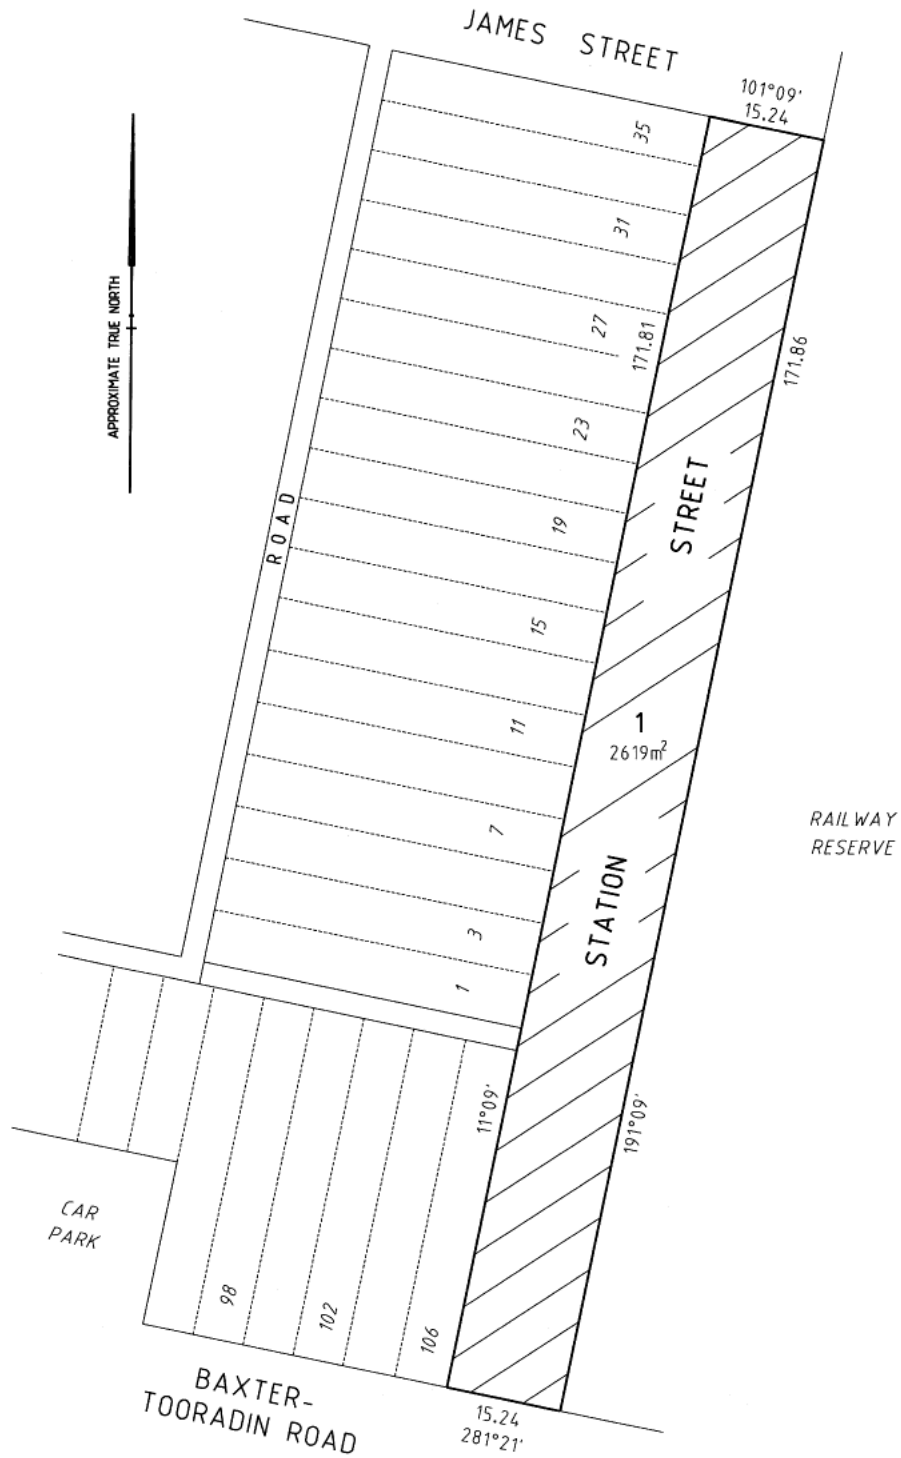 JAMES STREET
101°09'
15.24
35
31
27
171.81
171.86
APPROXIMATE TRUE NORTH
23
STREET
ROAD
19
15
11
1
2619m²
7
RAILWAY
RESERVE
STATION
3
1
11°09'
191°09'
CAR
PARK
98
102
106
BAXTER-
TOORADIN ROAD
15.24
281°21'